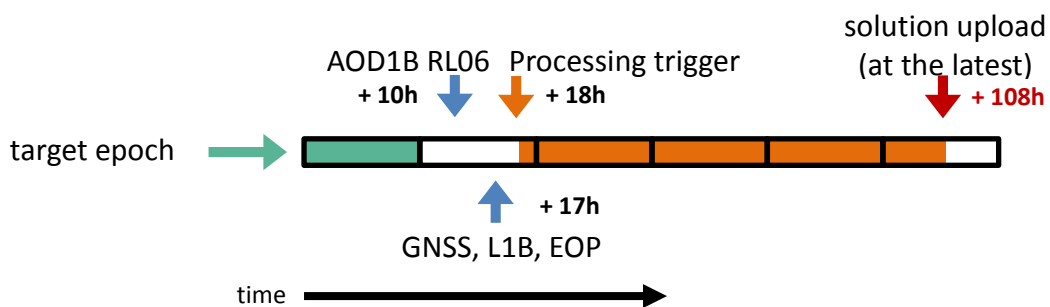 solution upload
(at the latest)
AOD1B RL06
Processing trigger
+ 10h
+ 18h
+ 108h
target epoch
+ 17h
GNSS, L1B, EOP
time